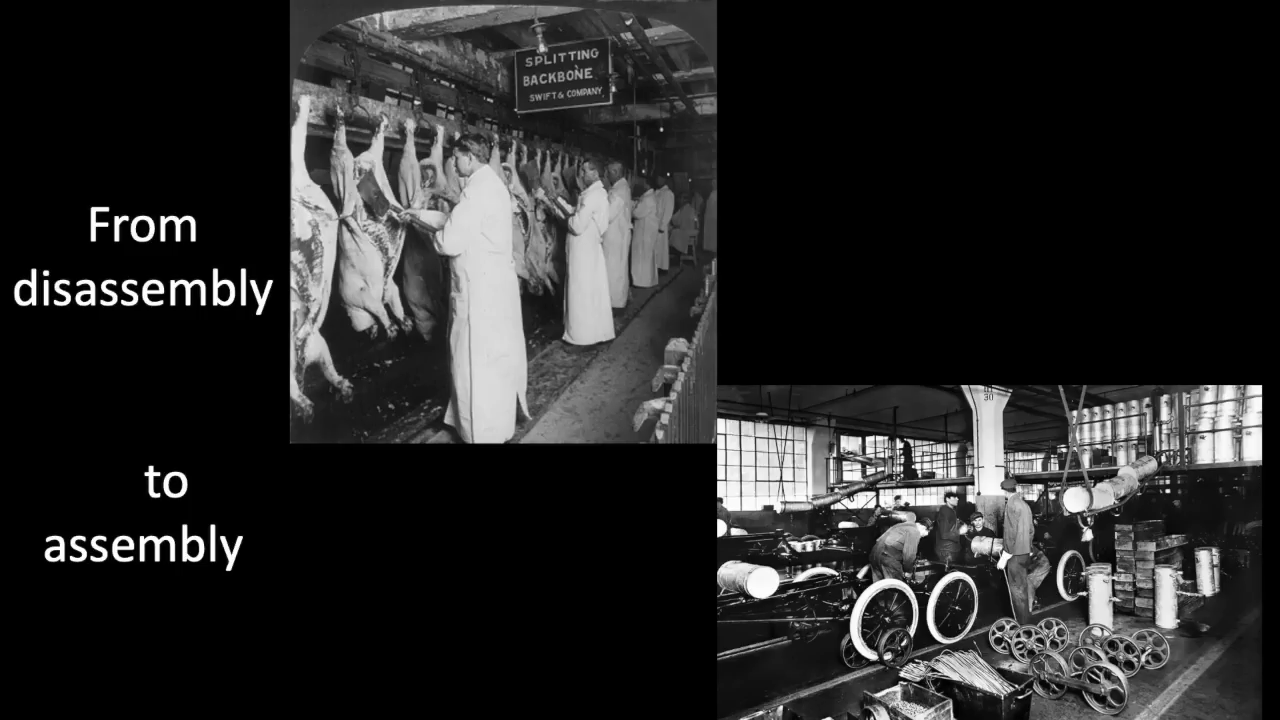 From
disassembly
to
assembly
SPLITTING
BACKBONE
SWIFT & COMPANY
30